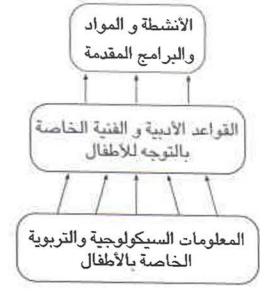 الأنشطة و المواد
والبرامج المقدمة
القواعد الأدبية و الفنية الخاصة
بالتوجه للأطفال
المعلومات السيكولوجية والتربوية
الخاصة بالأطفال